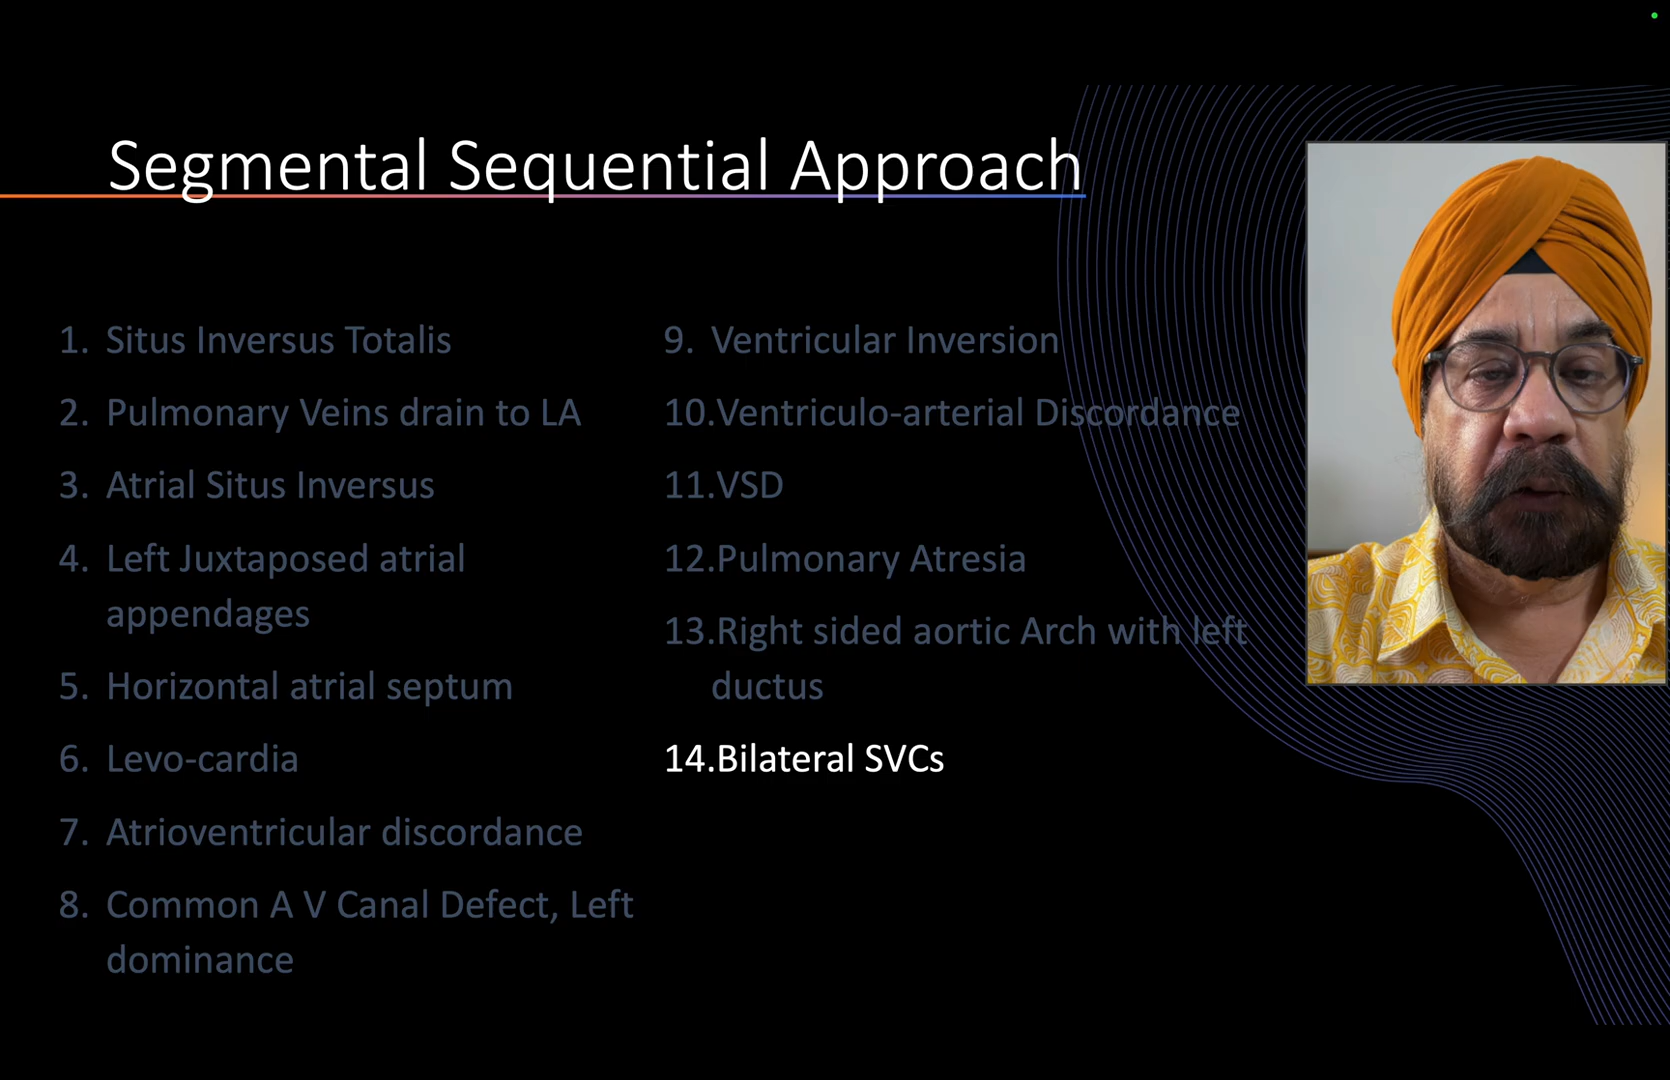 Segmental Sequential Approach
1. Situs Inversus Totalis
2. Pulmonary Veins drain to LA
3. Atrial Situs Inversus
4. Left Juxtaposed atrial
appendages
5. Horizontal atrial septum
6. Levo-cardia
7. Atrioventricular discordance
8. Common A V Canal Defect, Left
dominance
9. Ventricular Inversion
10.Ventriculo-arterial Discordance
11.VSD
12.Pulmonary Atresia
13.Right sided aortic Arch with left
ductus
14.Bilateral SVCs